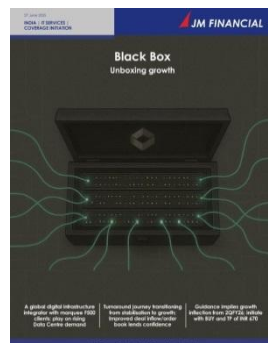 INDIA | IT SERVICES |
COVERAGE INITIATION
JM FINANCIAL
Black Box
Unboxing growth
A global digital infrastructure
integrator with marquee F500
clients; play on rising
Data Centre demand
Turnaround journey transitioning
from stabilisation to growth;
Improved deal inflow/order
book lends confidence
Guidance implies growth
inflection from 2QFY26; initiate
with BUY and TP of INR 670